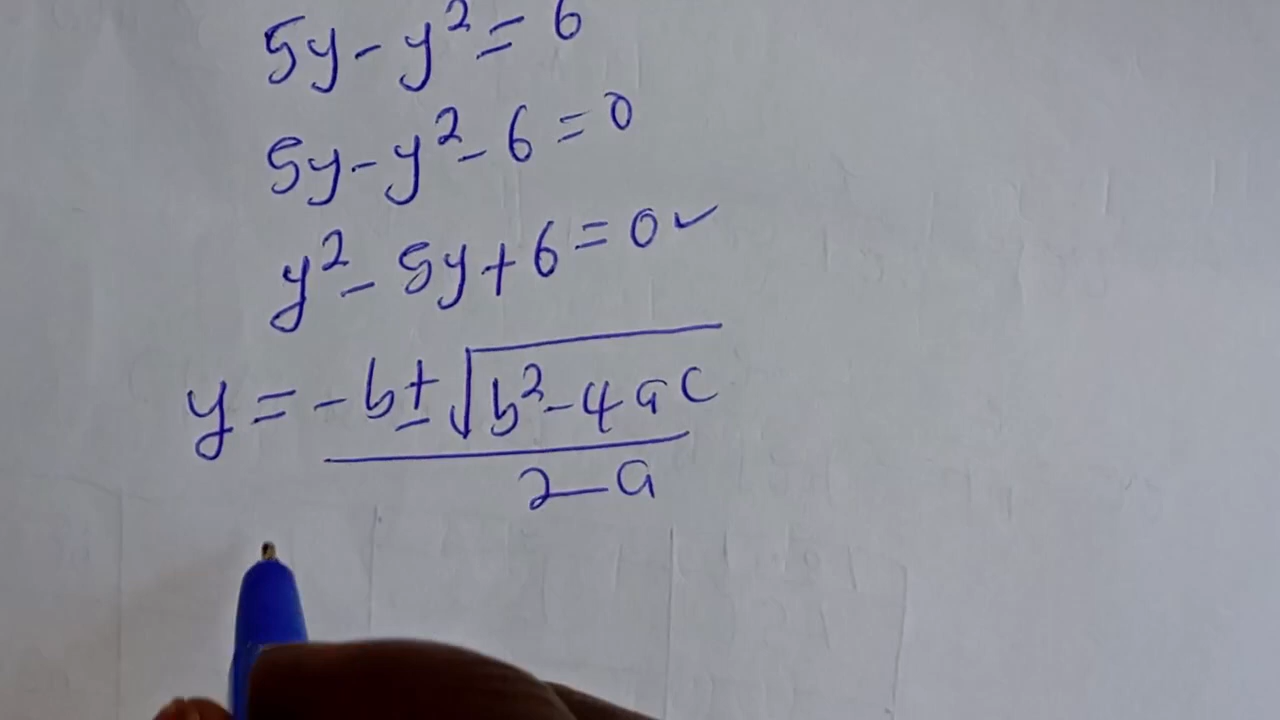 5y - y² = 6
5y - y² - 6 = 0
y² - 5y + 6 = 0 ✓
y = -b ± √(b² - 4ac) / 2a